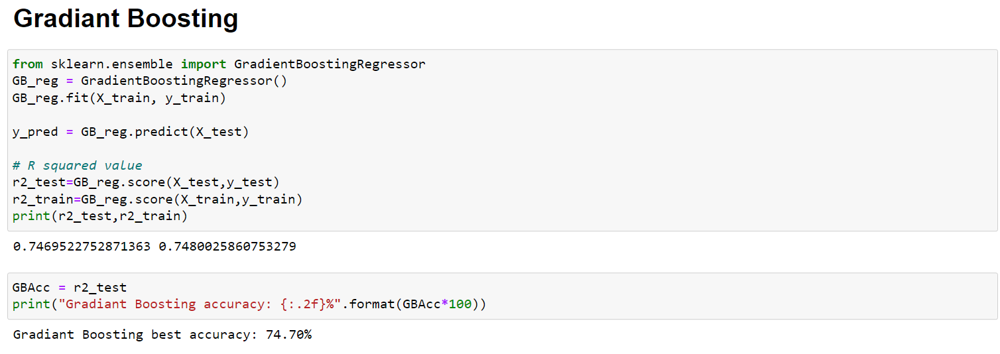 Gradiant Boosting
from sklearn.ensemble import GradientBoostingRegressor
GB_reg = GradientBoostingRegressor()
GB_reg.fit(X_train, y_train)
y_pred = GB_reg.predict(X_test)
# R squared value
r2_test=GB_reg.score(X_test,y_test)
r2_train=GB_reg.score(X_train,y_train)
print(r2_test,r2_train)
0.7469522752871363 0.7480025860753279
GBAcc = r2_test
print("Gradiant Boosting accuracy: {:.2f}%".format(GBAcc*100))
Gradiant Boosting best accuracy: 74.70%